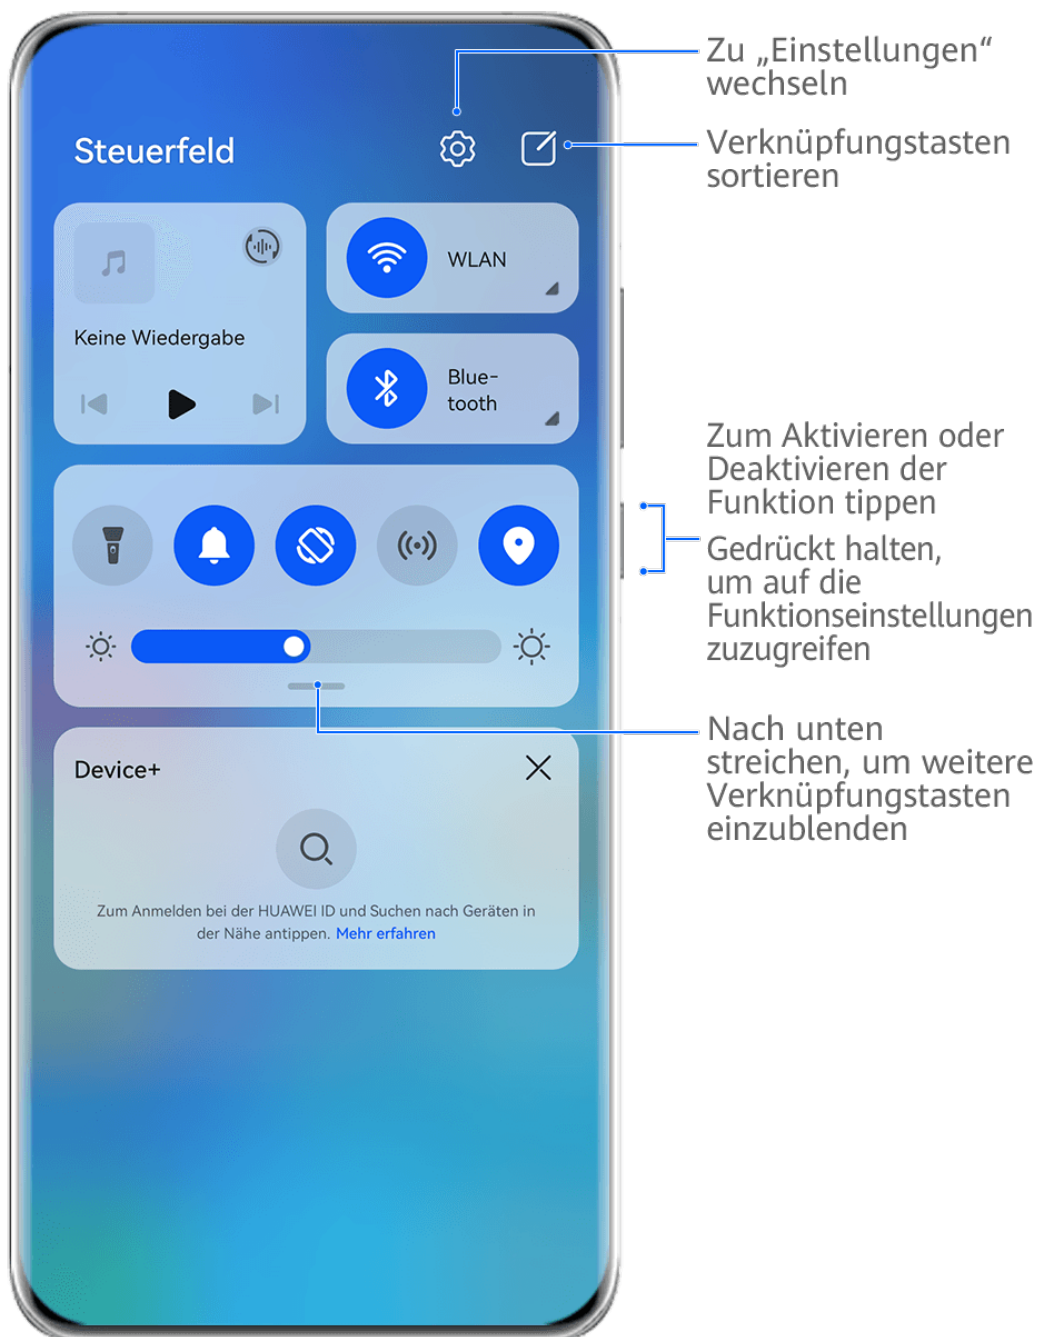 Zu „Einstellungen“
wechseln
Steuerfeld
Verknüpfungstasten
sortieren
WLAN
Keine Wiedergabe
Blue-
tooth
Zum Aktivieren oder
Deaktivieren der
Funktion tippen
Gedrückt halten,
um auf die
Funktionseinstellungen
zuzugreifen
Nach unten
streichen, um weitere
Verknüpfungstasten
einzublenden
Device+
Zum Anmelden bei der HUAWEI ID und Suchen nach Geräten in
der Nähe antippen. Mehr erfahren